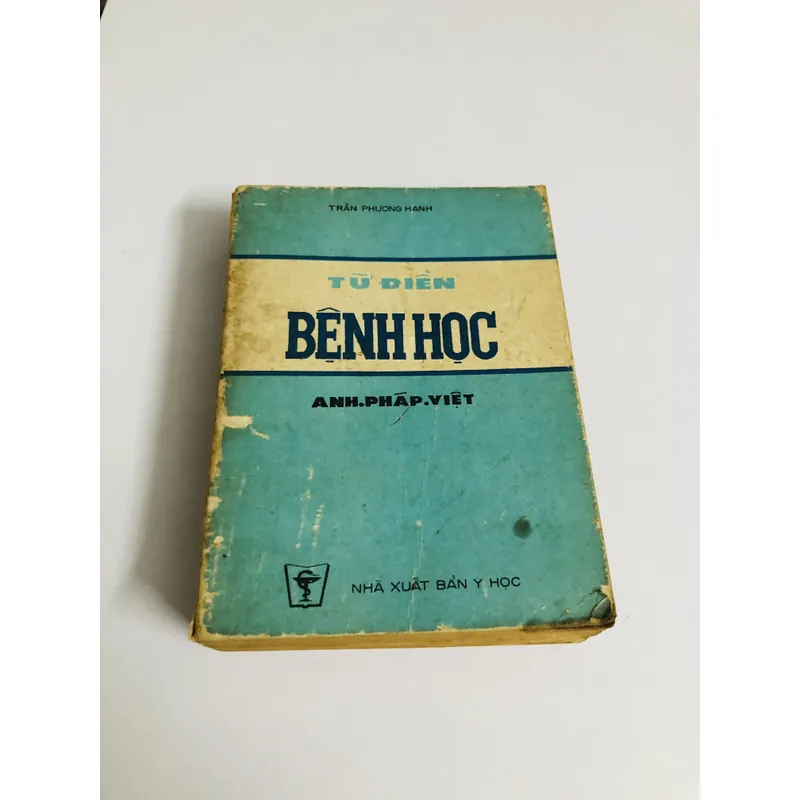 TRẦN PHƯƠNG HẠNH
TỪ ĐIỂN
BỆNH HỌC
ANH.PHÁP.VIỆT
NHÀ XUẤT BẢN Y HỌC